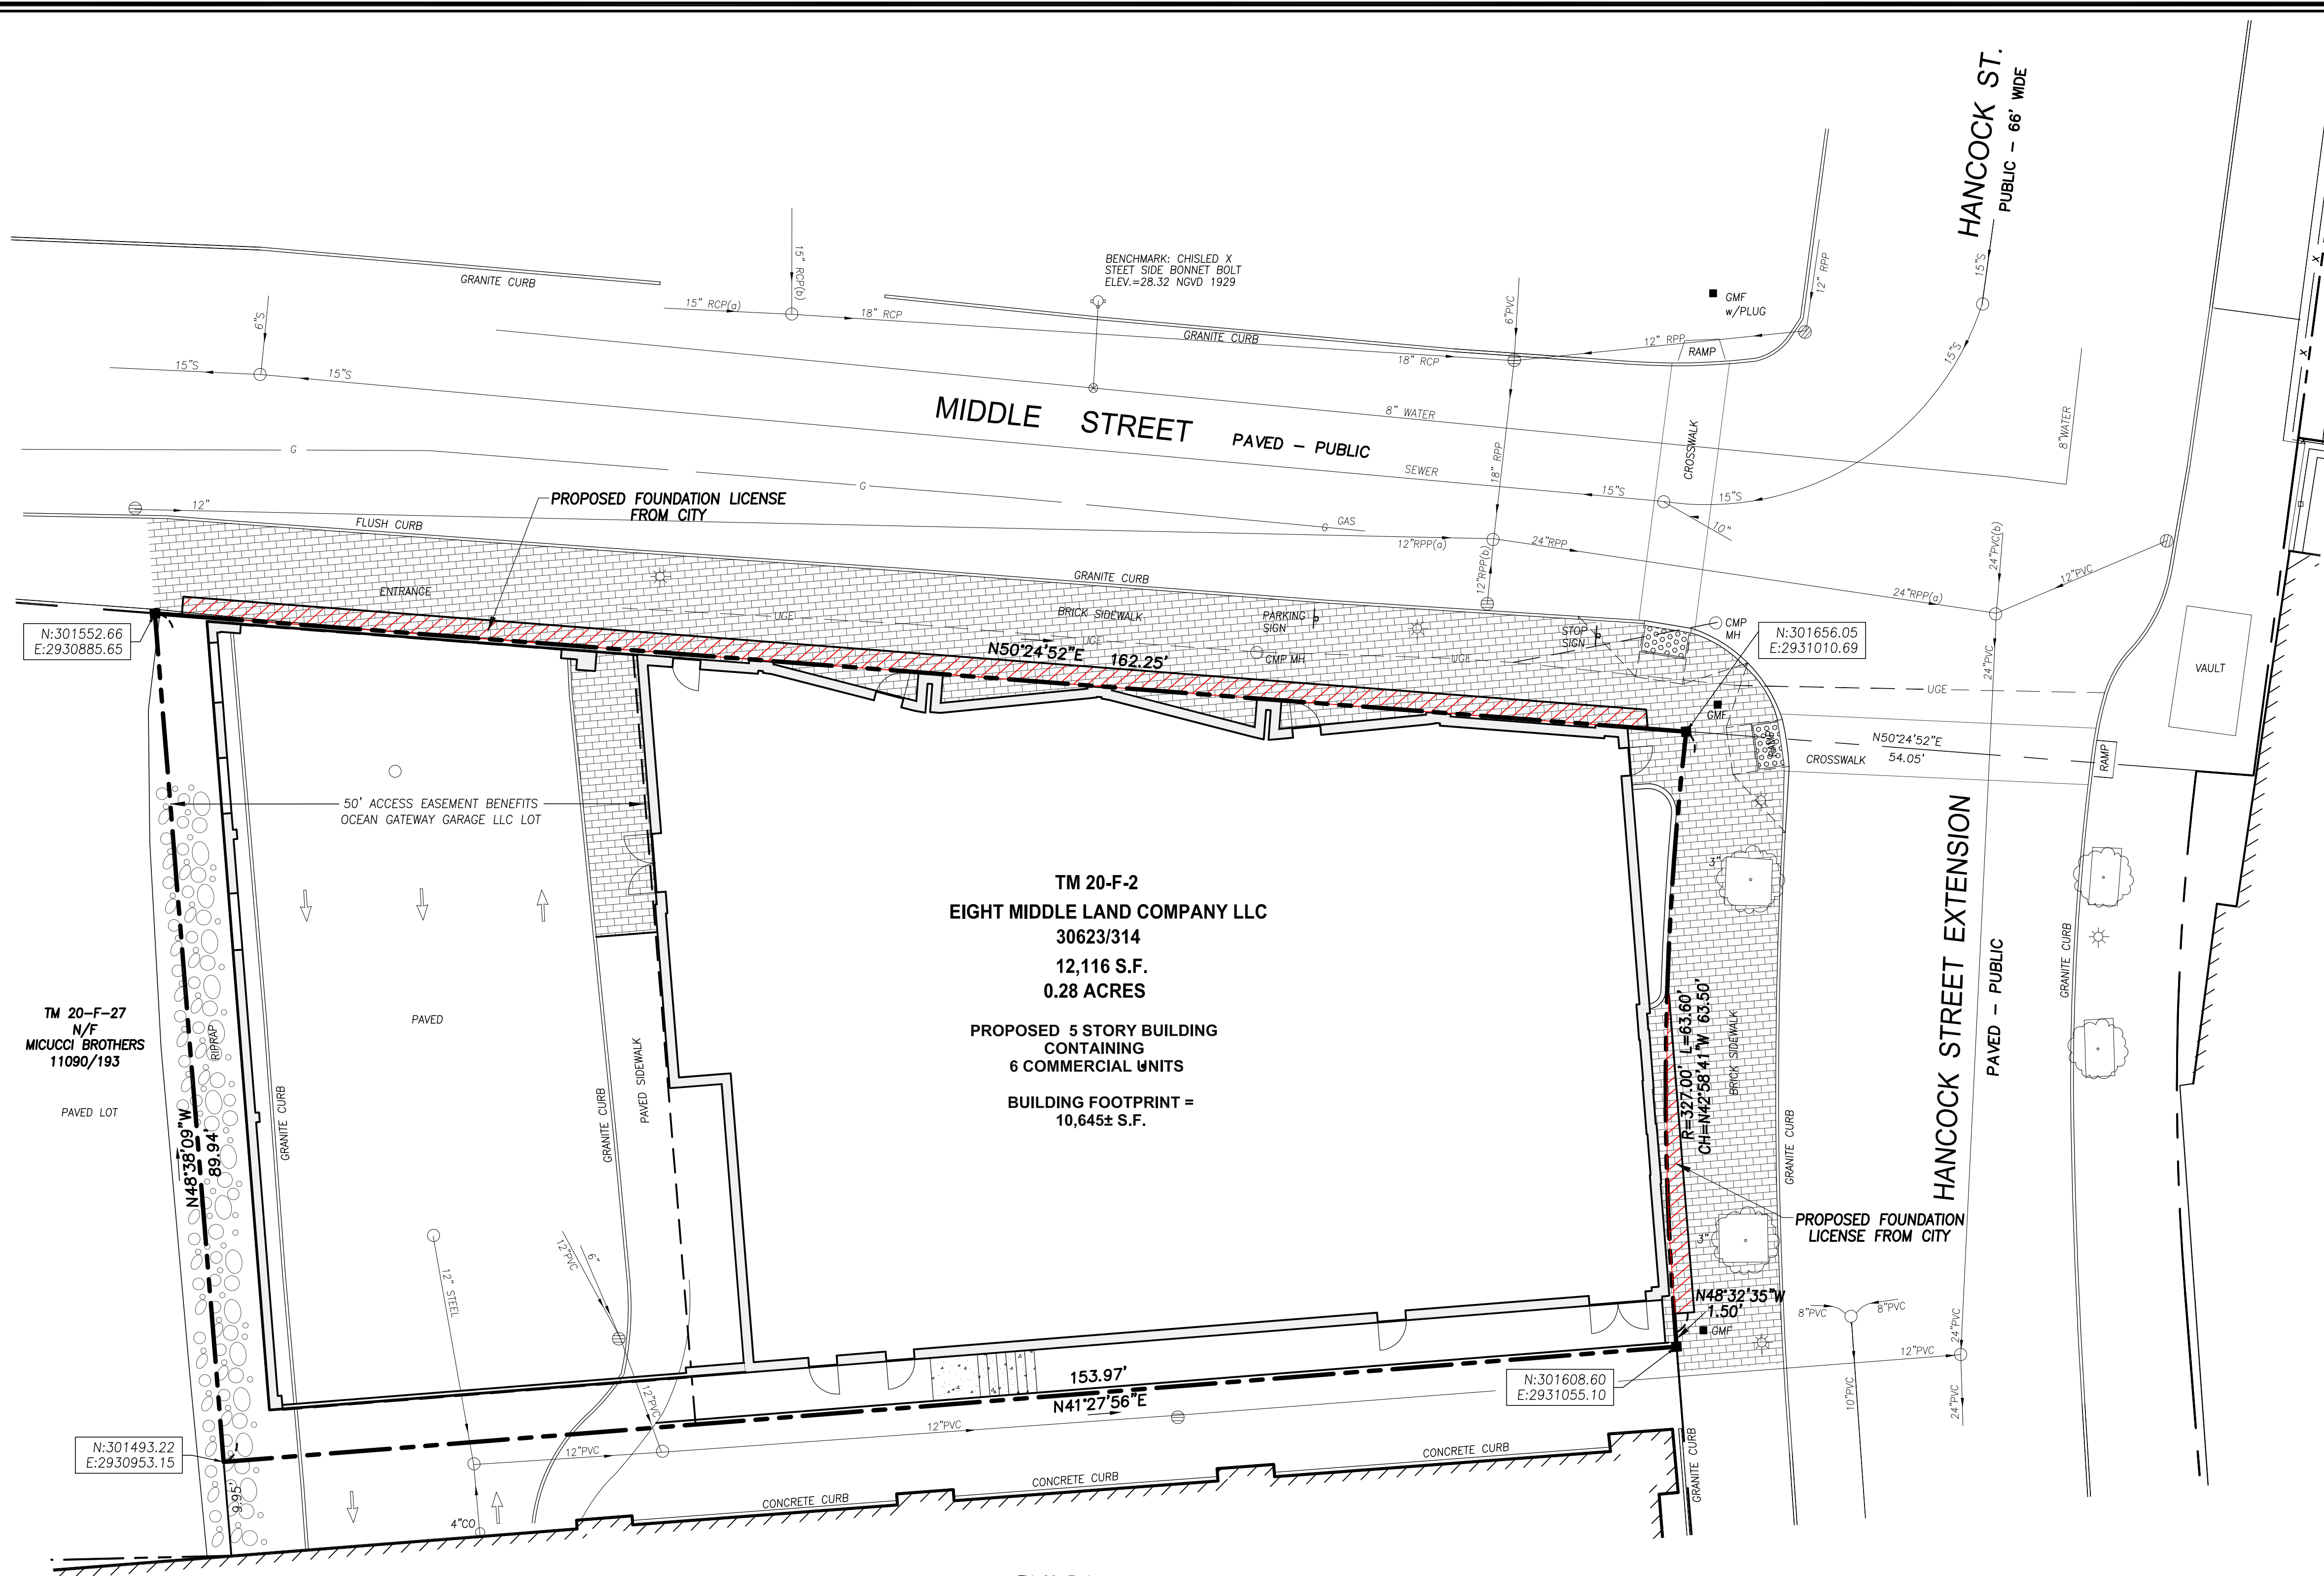 HANCOCK ST.
PUBLIC – 66' WIDE
15"S
15"S
GRANITE CURB
6"S
15"S
15"S
15" RCP(b)
15" RCP(a)
18" RCP
BENCHMARK: CHISLED X
STEET SIDE BONNET BOLT
ELEV.=28.32 NGVD 1929
GRANITE CURB
18" RCP
6"PVC
12" RPP
RAMP
GMF
w/PLUG
12" RPP
X
X
MIDDLE STREET PAVED – PUBLIC
8" WATER
8"WATER
SEWER
18" RPP
CROSSWALK
15"S
15"S
10"
G
G
G
GAS
12"
FLUSH CURB
PROPOSED FOUNDATION LICENSE
FROM CITY
12"RPP(a)
24"RPP
12"RPP(b)
24"RPP(a)
24"PVC(b)
12"PVC
24"PVC
GRANITE CURB
ENTRANCE
UGE
BRICK SIDEWALK
UGE
PARKING
SIGN
CMP MH
UGE
STOP
SIGN
CMP
MH
N:301552.66
E:2930885.65
N:301656.05
E:2931010.69
N50°24'52"E 162.25'
GMF
UGE
VAULT
N50°24'52"E
54.05'
CROSSWALK
RAMP
50' ACCESS EASEMENT BENEFITS
OCEAN GATEWAY GARAGE LLC LOT
TM 20-F-2
EIGHT MIDDLE LAND COMPANY LLC
30623/314
12,116 S.F.
0.28 ACRES
PROPOSED 5 STORY BUILDING
CONTAINING
6 COMMERCIAL UNITS
BUILDING FOOTPRINT =
10,645± S.F.
TM 20-F-27
N/F
MICUCCI BROTHERS
11090/193
PAVED LOT
RIPRAP
N48°38'09"W
89.94'
GRANITE CURB
PAVED
GRANITE CURB
PAVED SIDEWALK
3"
R=327.00' L=63.60'
CH=N42°58'41"W 63.50'
BRICK SIDEWALK
GRANITE CURB
HANCOCK STREET EXTENSION
PAVED – PUBLIC
GRANITE CURB
PROPOSED FOUNDATION
LICENSE FROM CITY
3"
N48°32'35"W
1.50'
GMF
8"PVC
8"PVC
10"PVC
24"PVC
12"PVC
24"PVC
12" STEEL
12"PVC
6"
12"PVC
153.97'
N41°27'56"E
12"PVC
12"PVC
N:301608.60
E:2931055.10
N:301493.22
E:2930953.15
9.95'
4"CO
CONCRETE CURB
CONCRETE CURB
CONCRETE CURB
GRANITE CURB